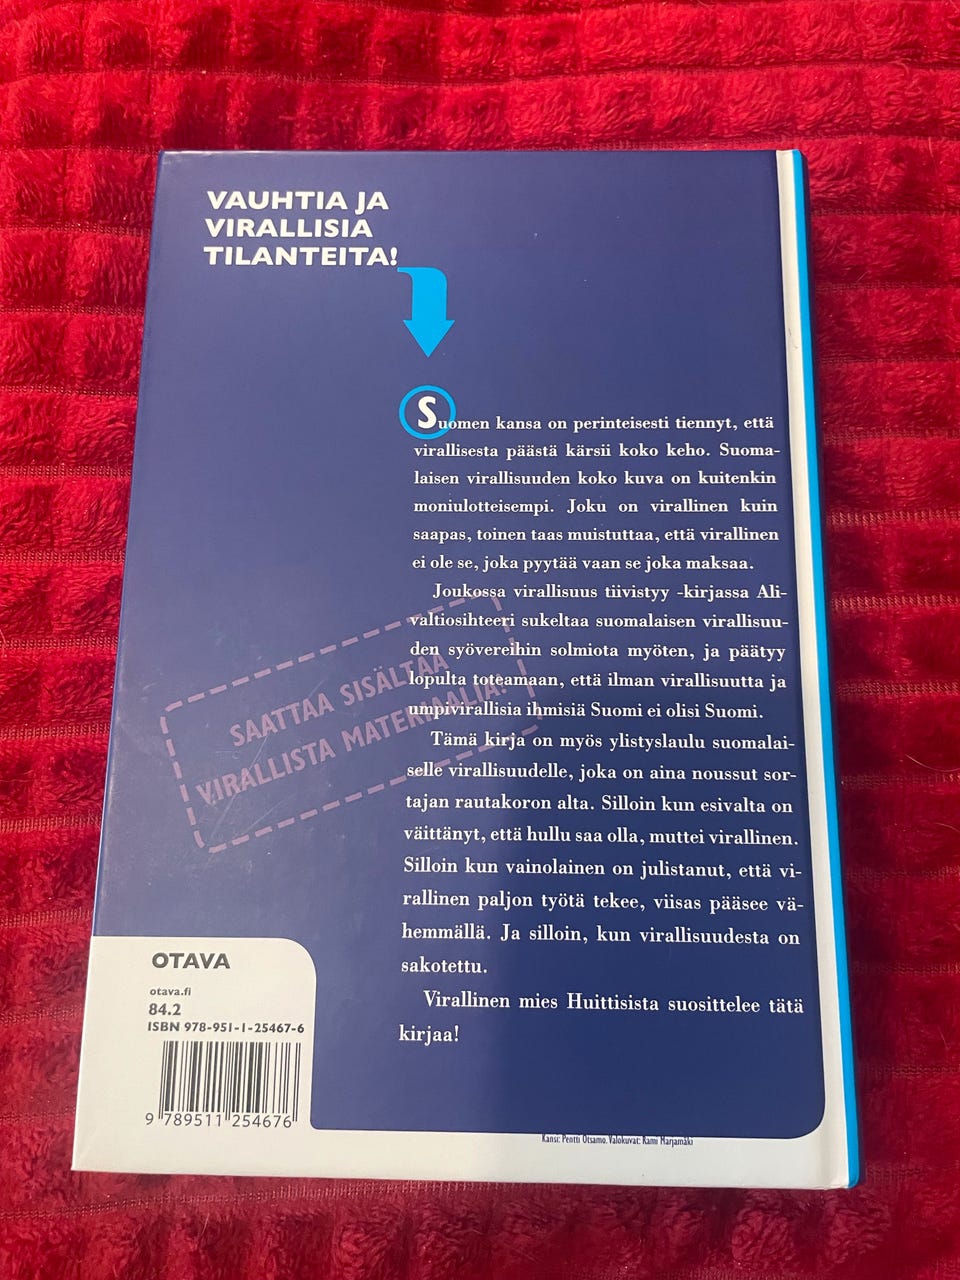 VAUHTIA JA
VIRALLISIA
TILANTEITA!
Suomen kansa on perinteisesti tiennyt, että
virallisesta päästä kärsii koko keho. Suoma-
laisen virallisuuden koko kuva on kuitenkin
moniulotteisempi. Joku on virallinen kuin
saapas, toinen taas muistuttaa, että virallinen
ei ole se, joka pyytää vaan se joka maksaa.
Joukossa virallisuus tiivistyy -kirjassa Ali-
valtiosihteeri sukeltaa suomalaisen virallisuu-
den syövereihin solmiota myöten, ja päätyy
lopulta toteamaan, että ilman virallisuutta ja
umpivirallisia ihmisiä Suomi ei olisi Suomi.
Tämä kirja on myös ylistyslaulu suomalai-
selle virallisuudelle, joka on aina noussut sor-
tajan rautakoron alta. Silloin kun esivalta on
väittänyt, että hullu saa olla, muttei virallinen.
Silloin kun vainolainen on julistanut, että vi-
rallinen paljon työtä tekee, viisas pääsee vä-
hemmällä. Ja silloin, kun virallisuudesta on
sakotettu.
Virallinen mies Huittisista suosittelee tätä
kirjaa!
SAATTAA SISÄLTÄÄ
VIRALLISTA MATERIAALIA!
OTAVA
otava.fi
84.2
ISBN 978-951-1-25467-6
9 789511 254676
Kansi: Pentti Otsamo. Valokuvat: Rami Marjamäki